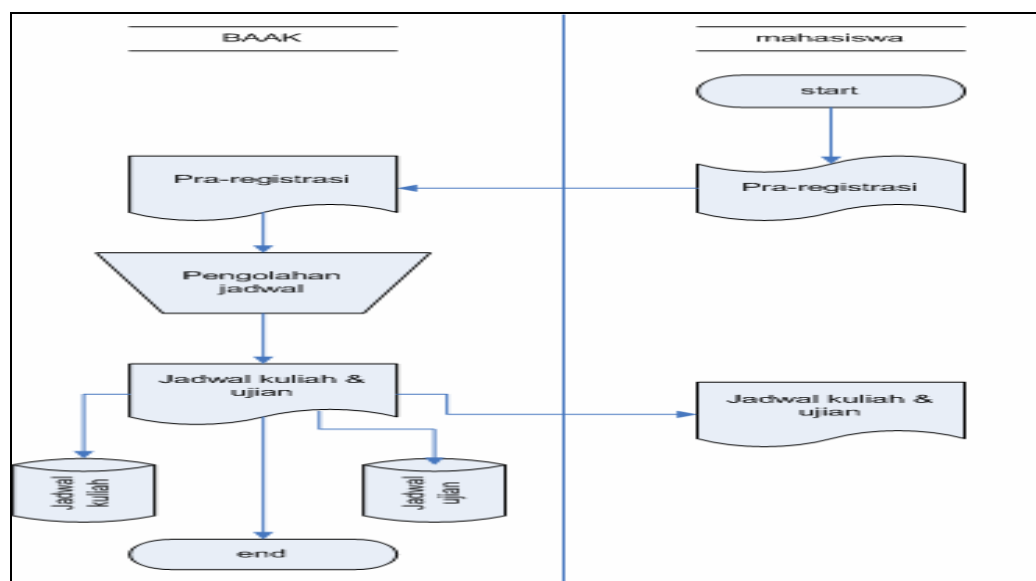 BAAK
mahasiswa
start
Pra-registrasi
Pra-registrasi
Pengolahan
jadwal
Jadwal kuliah &
ujian
Jadwal kuliah &
ujian
Jadwal
kuliah
Jadwal
ujian
end